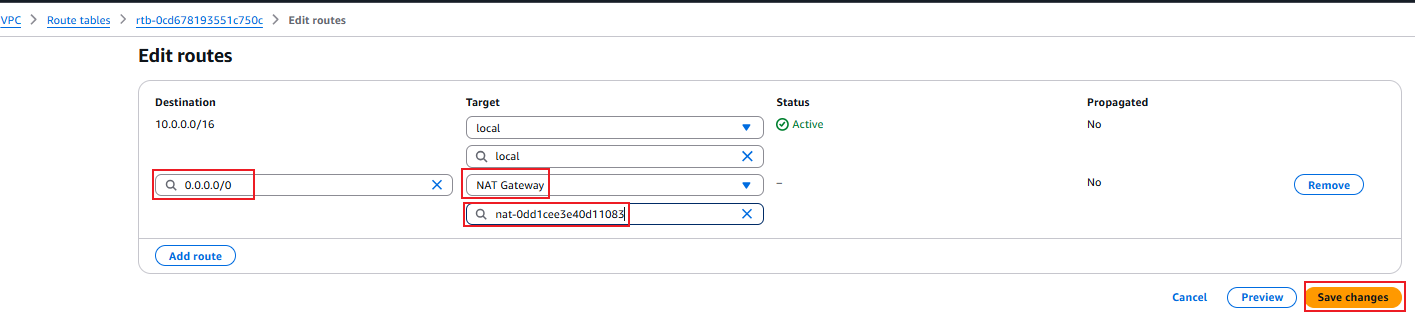 VPC > Route tables > rtb-0cd678193551c750c > Edit routes
Edit routes
Destination Target Status Propagated
10.0.0.0/16 local Active No
local
0.0.0.0/0 NAT Gateway – No Remove
nat-0dd1cee3e40d11083
Add route
Cancel Preview Save changes